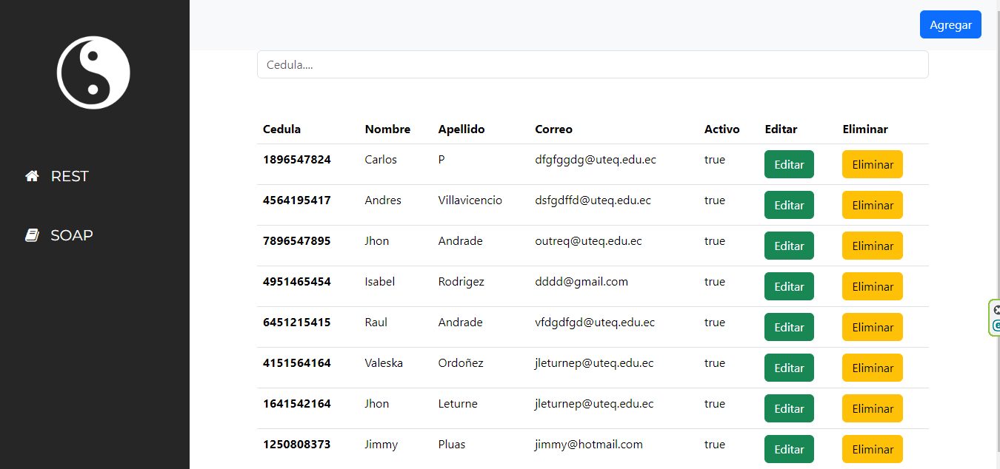 Agregar
Cedula....
Cedula Nombre Apellido Correo Activo Editar Eliminar
1896547824 Carlos P dfgfggdg@uteq.edu.ec true Editar Eliminar
REST
4564195417 Andres Villavicencio dsfgdffd@uteq.edu.ec true Editar Eliminar
SOAP
7896547895 Jhon Andrade outreq@uteq.edu.ec true Editar Eliminar
4951465454 Isabel Rodrigez dddd@gmail.com true Editar Eliminar
6451215415 Raul Andrade vfdgdfgd@uteq.edu.ec true Editar Eliminar
4151564164 Valeska Ordoñez jleturnep@uteq.edu.ec true Editar Eliminar
1641542164 Jhon Leturne jleturnep@uteq.edu.ec true Editar Eliminar
1250808373 Jimmy Pluas jimmy@hotmail.com true Editar Eliminar